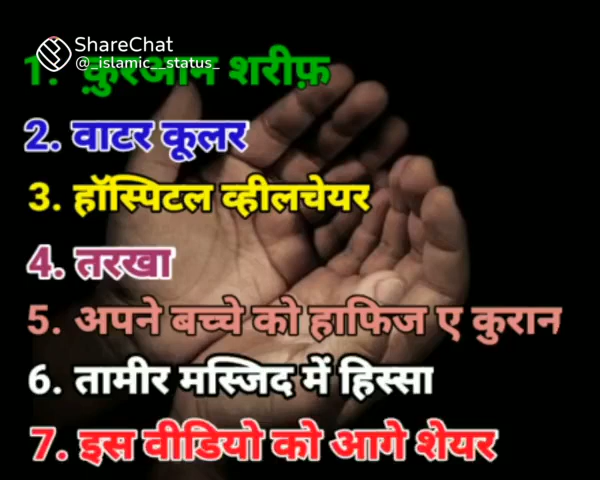 ShareChat
@_islamic__status_
1. क़ुरआन शरीफ़
2. वाटर कूलर
3. हॉस्पिटल व्हीलचेयर
4. तरखा
5. अपने बच्चे को हाफिज ए कुरान
6. तामीर मस्जिद में हिस्सा
7. इस वीडियो को आगे शेयर